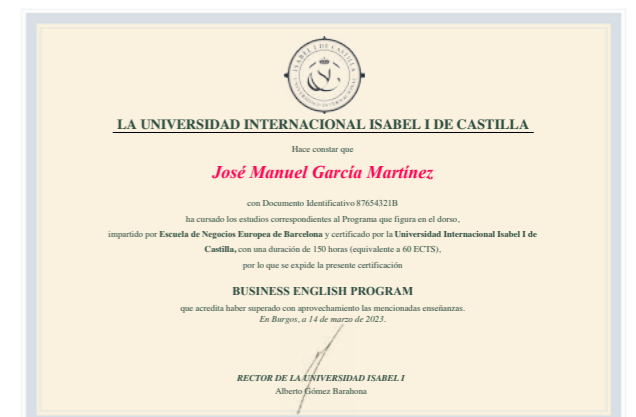 ISABEL I DE CASTILLA
LA UNIVERSIDAD INTERNACIONAL ISABEL I DE CASTILLA
Hace constar que
José Manuel García Martínez
con Documento Identificativo 87654321B
ha cursado los estudios correspondientes al Programa que figura en el dorso,
impartido por Escuela de Negocios Europea de Barcelona y certificado por la Universidad Internacional Isabel I de
Castilla, con una duración de 150 horas (equivalente a 60 ECTS),
por lo que se expide la presente certificación
BUSINESS ENGLISH PROGRAM
que acredita haber superado con aprovechamiento las mencionadas enseñanzas.
En Burgos, a 14 de marzo de 2023.
RECTOR DE LA UNIVERSIDAD ISABEL I
Alberto Gómez Barahona